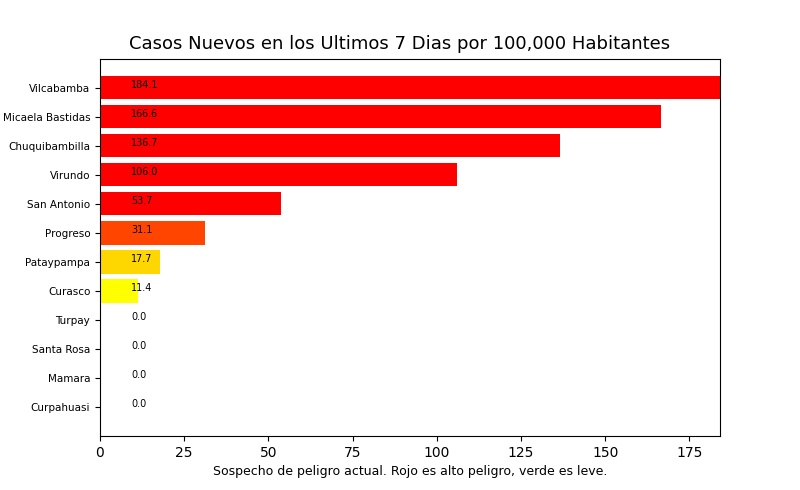 Casos Nuevos en los Ultimos 7 Dias por 100,000 Habitantes
Vilcabamba 184.1
Micaela Bastidas 166.6
Chuquibambilla 136.7
Virundo 106.0
San Antonio 53.7
Progreso 31.1
Pataypampa 17.7
Curasco 11.4
Turpay 0.0
Santa Rosa 0.0
Mamara 0.0
Curpahuasi 0.0
0 25 50 75 100 125 150 175
Sospecho de peligro actual. Rojo es alto peligro, verde es leve.